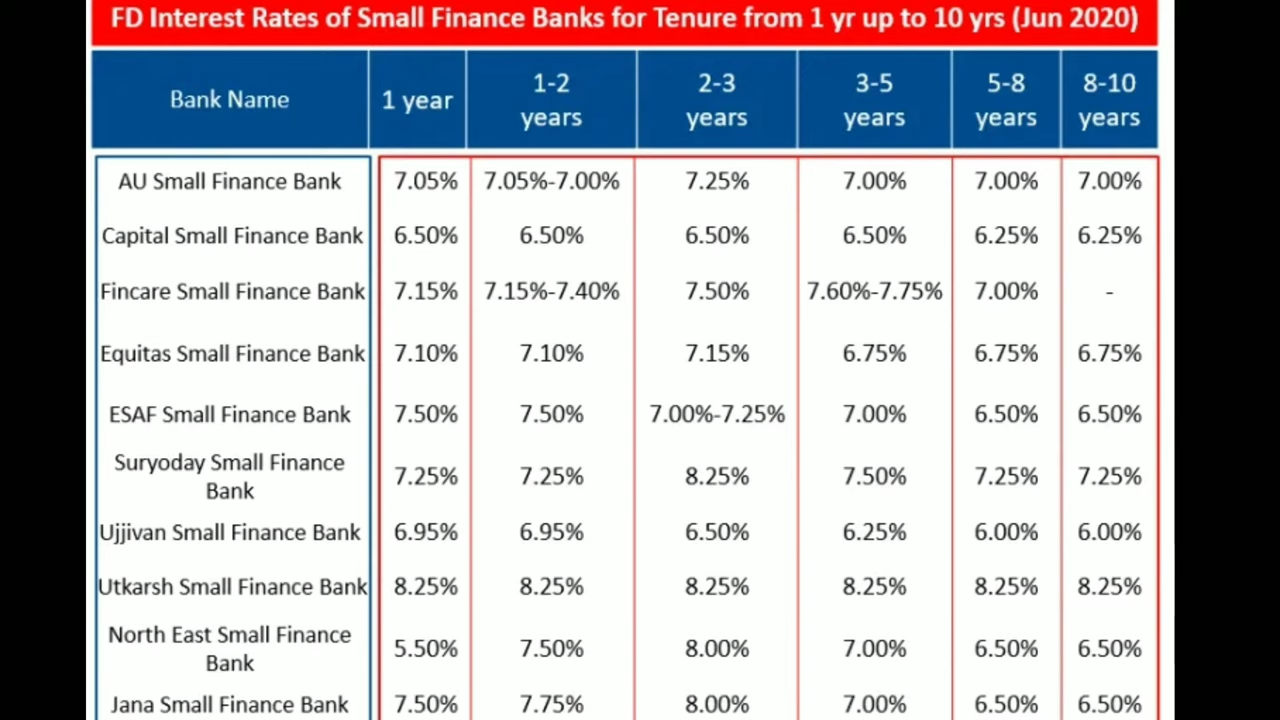 FD Interest Rates of Small Finance Banks for Tenure from 1 yr up to 10 yrs (Jun 2020)
Bank Name 1 year 1-2 years 2-3 years 3-5 years 5-8 years 8-10 years
AU Small Finance Bank 7.05% 7.05%-7.00% 7.25% 7.00% 7.00% 7.00%
Capital Small Finance Bank 6.50% 6.50% 6.50% 6.50% 6.25% 6.25%
Fincare Small Finance Bank 7.15% 7.15%-7.40% 7.50% 7.60%-7.75% 7.00% -
Equitas Small Finance Bank 7.10% 7.10% 7.15% 6.75% 6.75% 6.75%
ESAF Small Finance Bank 7.50% 7.50% 7.00%-7.25% 7.00% 6.50% 6.50%
Suryoday Small Finance Bank 7.25% 7.25% 8.25% 7.50% 7.25% 7.25%
Ujjivan Small Finance Bank 6.95% 6.95% 6.50% 6.25% 6.00% 6.00%
Utkarsh Small Finance Bank 8.25% 8.25% 8.25% 8.25% 8.25% 8.25%
North East Small Finance Bank 5.50% 7.50% 8.00% 7.00% 6.50% 6.50%
Jana Small Finance Bank 7.50% 7.75% 8.00% 7.00% 6.50% 6.50%